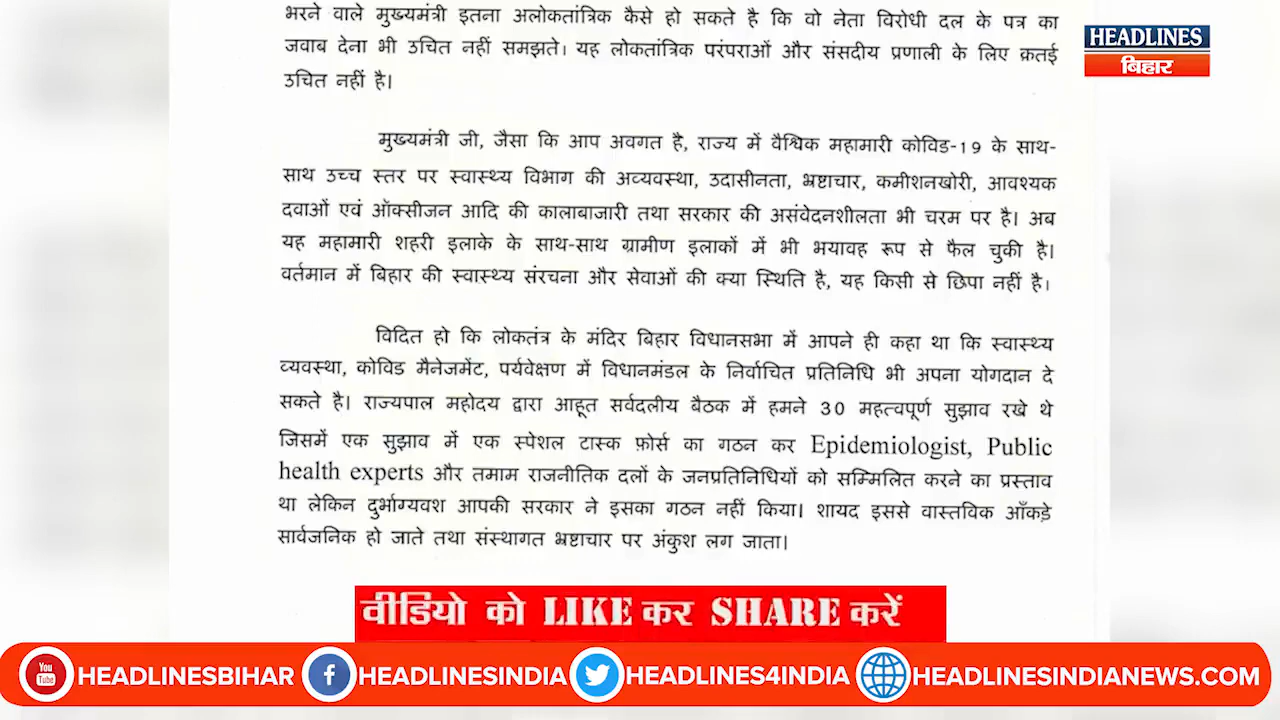 भरने वाले मुख्यमंत्री इतना अलोकतांत्रिक कैसे हो सकते है कि वो नेता विरोधी दल के पत्र का
जवाब देना भी उचित नहीं समझते। यह लोकतांत्रिक परंपराओं और संसदीय प्रणाली के लिए क्रतई
उचित नहीं है।
HEADLINES
बिहार
मुख्यमंत्री जी, जैसा कि आप अवगत है, राज्य में वैश्विक महामारी कोविड-19 के साथ-
साथ उच्च स्तर पर स्वास्थ्य विभाग की अव्यवस्था, उदासीनता, भ्रष्टाचार, कमीशनखोरी, आवश्यक
दवाओं एवं ऑक्सीजन आदि की कालाबाजारी तथा सरकार की असंवेदनशीलता भी चरम पर है। अब
यह महामारी शहरी इलाके के साथ-साथ ग्रामीण इलाकों में भी भयावह रूप से फैल चुकी है।
वर्तमान में बिहार की स्वास्थ्य संरचना और सेवाओं की क्या स्थिति है, यह किसी से छिपा नहीं है।
विदित हो कि लोकतंत्र के मंदिर बिहार विधानसभा में आपने ही कहा था कि स्वास्थ्य
व्यवस्था, कोविड मैनेजमेंट, पर्यवेक्षण में विधानमंडल के निर्वाचित प्रतिनिधि भी अपना योगदान दे
सकते है। राज्यपाल महोदय द्वारा आहूत सर्वदलीय बैठक में हमने 30 महत्वपूर्ण सुझाव रखे थे
जिसमें एक सुझाव में एक स्पेशल टास्क फ़ोर्स का गठन कर Epidemiologist, Public
health experts और तमाम राजनीतिक दलों के जनप्रतिनिधियों को सम्मिलित करने का प्रस्ताव
था लेकिन दुर्भाग्यवश आपकी सरकार ने इसका गठन नहीं किया। शायद इससे वास्तविक आँकड़े
सार्वजनिक हो जाते तथा संस्थागत भ्रष्टाचार पर अंकुश लग जाता।
वीडियो को LIKE कर SHARE करें
You Tube HEADLINESBIHAR HEADLINESINDIA HEADLINES4INDIA HEADLINESINDIANEWS.COM